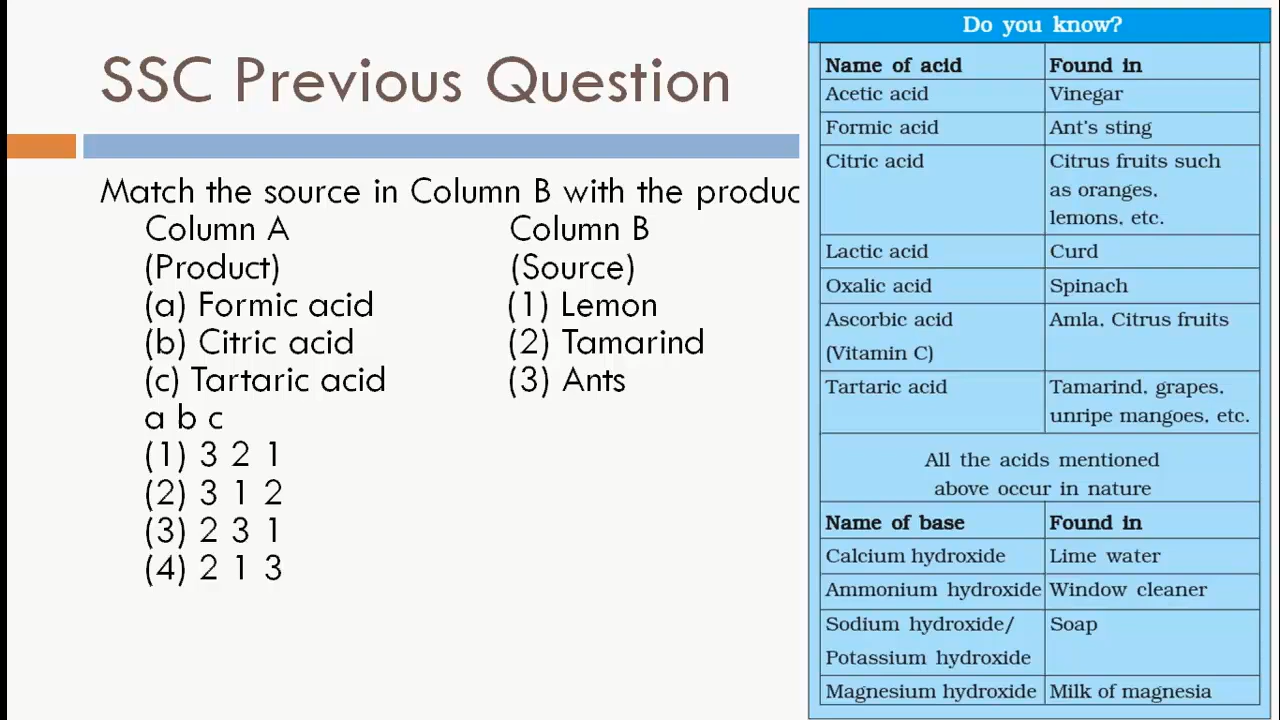 SSC Previous Question
Match the source in Column B with the produc
Column A Column B
(Product) (Source)
(a) Formic acid (1) Lemon
(b) Citric acid (2) Tamarind
(c) Tartaric acid (3) Ants
a b c
(1) 3 2 1
(2) 3 1 2
(3) 2 3 1
(4) 2 1 3
Do you know?
Name of acid Found in
Acetic acid Vinegar
Formic acid Ant's sting
Citric acid Citrus fruits such
as oranges,
lemons, etc.
Lactic acid Curd
Oxalic acid Spinach
Ascorbic acid Amla, Citrus fruits
(Vitamin C)
Tartaric acid Tamarind, grapes,
unripe mangoes, etc.
All the acids mentioned
above occur in nature
Name of base Found in
Calcium hydroxide Lime water
Ammonium hydroxide Window cleaner
Sodium hydroxide/ Soap
Potassium hydroxide
Magnesium hydroxide Milk of magnesia